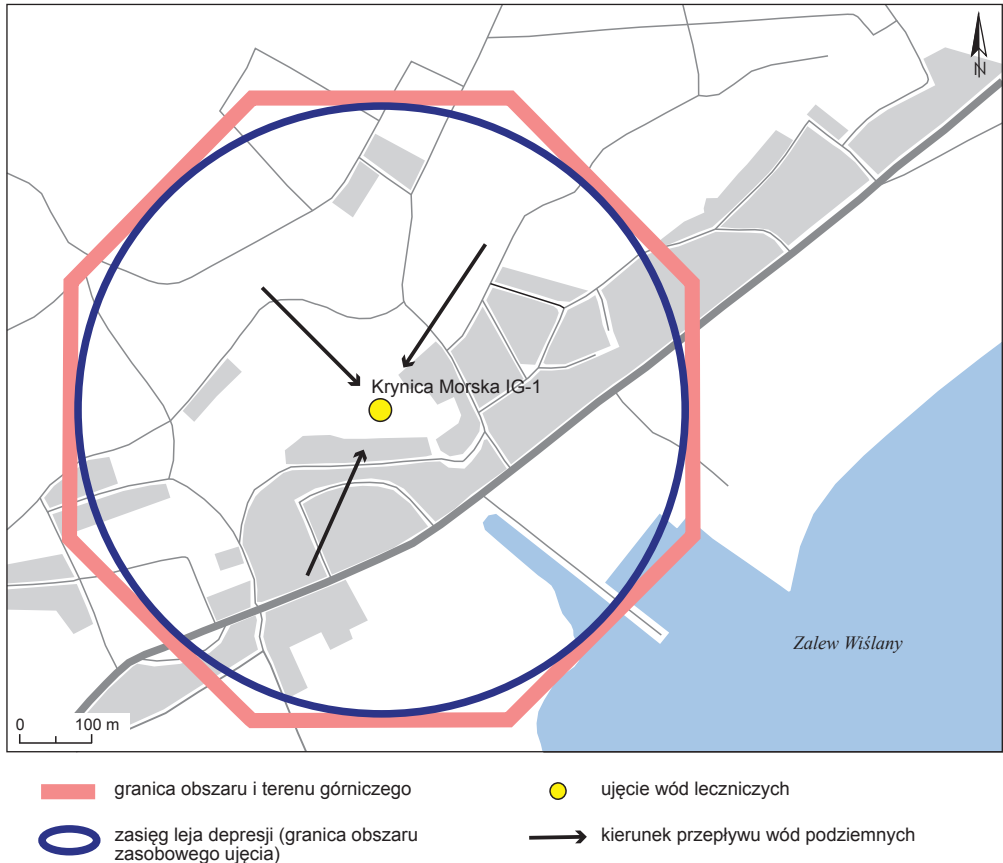 N
Krynica Morska IG-1
Zalew Wiślany
0 100 m
granica obszaru i terenu górniczego
zasięg leja depresji (granica obszaru
zasobowego ujęcia)
ujęcie wód leczniczych
kierunek przepływu wód podziemnych